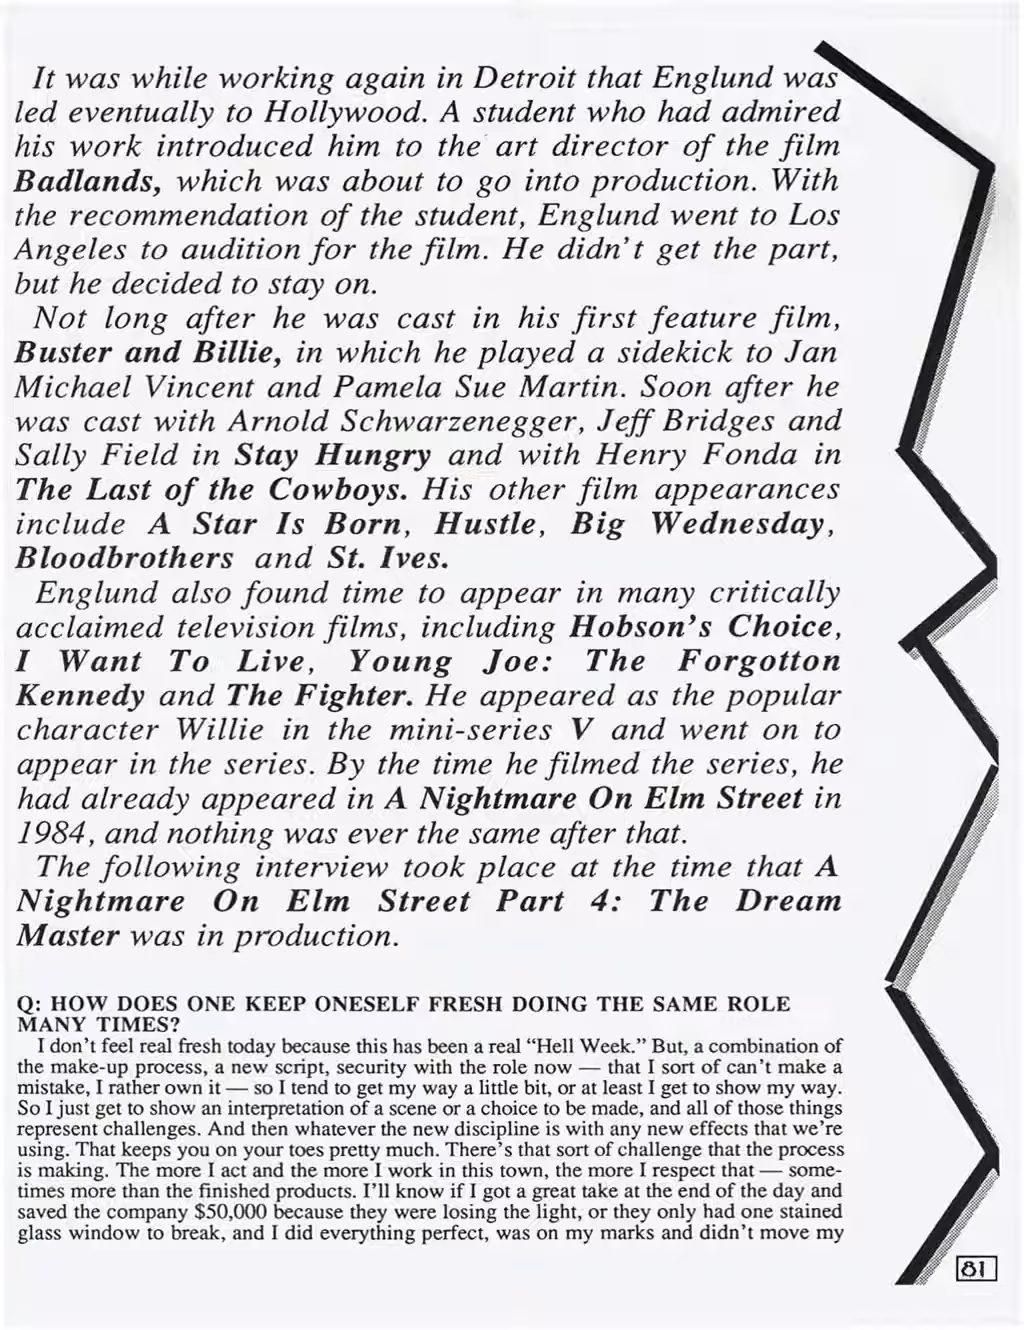 It was while working again in Detroit that Englund was
led eventually to Hollywood. A student who had admired
his work introduced him to the art director of the film
Badlands, which was about to go into production. With
the recommendation of the student, Englund went to Los
Angeles to audition for the film. He didn't get the part,
but he decided to stay on.
Not long after he was cast in his first feature film,
Buster and Billie, in which he played a sidekick to Jan
Michael Vincent and Pamela Sue Martin. Soon after he
was cast with Arnold Schwarzenegger, Jeff Bridges and
Sally Field in Stay Hungry and with Henry Fonda in
The Last of the Cowboys. His other film appearances
include A Star Is Born, Hustle, Big Wednesday,
Bloodbrothers and St. Ives.
Englund also found time to appear in many critically
acclaimed television films, including Hobson's Choice,
I Want To Live, Young Joe: The Forgotton
Kennedy and The Fighter. He appeared as the popular
character Willie in the mini-series V and went on to
appear in the series. By the time he filmed the series, he
had already appeared in A Nightmare On Elm Street in
1984, and nothing was ever the same after that.
The following interview took place at the time that A
Nightmare On Elm Street Part 4: The Dream
Master was in production.
Q: HOW DOES ONE KEEP ONESELF FRESH DOING THE SAME ROLE
MANY TIMES?
I don't feel real fresh today because this has been a real "Hell Week." But, a combination of
the make-up process, a new script, security with the role now — that I sort of can't make a
mistake, I rather own it — so I tend to get my way a little bit, or at least I get to show my way.
So I just get to show an interpretation of a scene or a choice to be made, and all of those things
represent challenges. And then whatever the new discipline is with any new effects that we're
using. That keeps you on your toes pretty much. There's that sort of challenge that the process
is making. The more I act and the more I work in this town, the more I respect that — some-
times more than the finished products. I'll know if I got a great take at the end of the day and
saved the company $50,000 because they were losing the light, or they only had one stained
glass window to break, and I did everything perfect, was on my marks and didn't move my
81